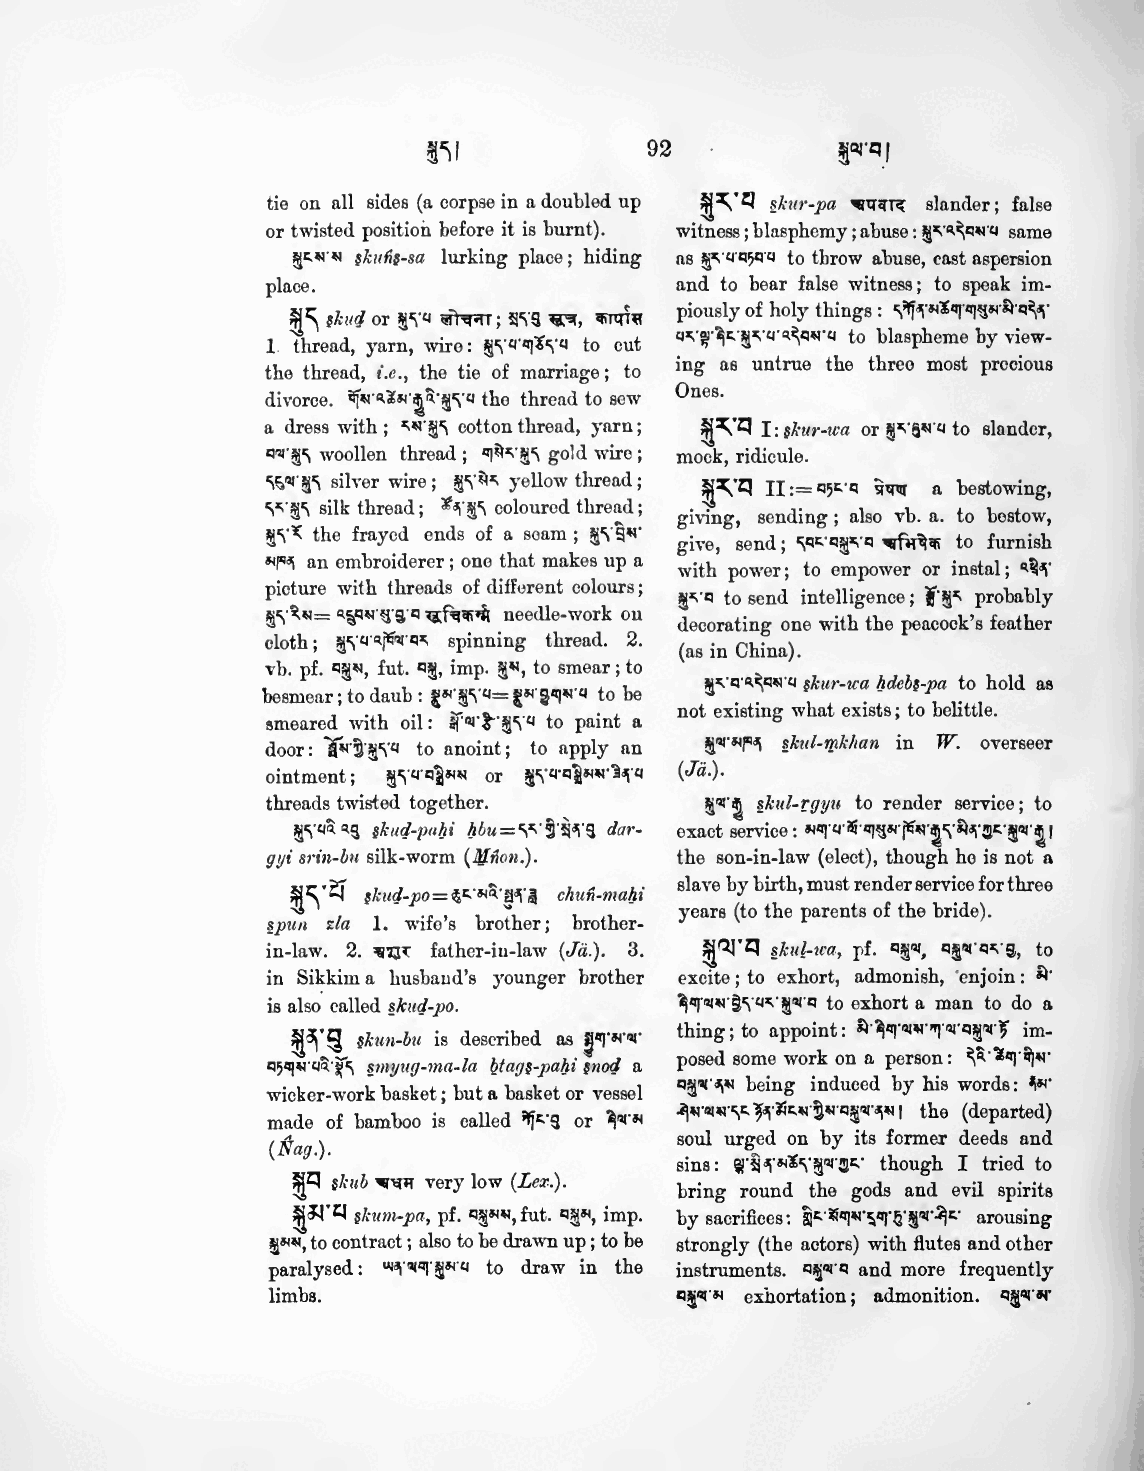 སྐུད། 92 སྐུལ་བ།
tie on all sides (a corpse in a doubled up
or twisted position before it is burnt).
སྐུངས་ས skuṅs-sa lurking place; hiding
place.
སྐུད skud or སྐུད་པ लोचना; སྲད་བུ सूत्र, कार्पास
1. thread, yarn, wire: སྐུད་པ་གཅོད་པ to cut
the thread, i.e., the tie of marriage; to
divorce. གོས་འཚེམ་རྒྱུའི་སྐུད་པ the thread to sew
a dress with; རས་སྐུད cotton thread, yarn;
བལ་སྐུད woollen thread; གསེར་སྐུད gold wire;
དངུལ་སྐུད silver wire; སྐུད་སེར yellow thread;
དར་སྐུད silk thread; ཚོན་སྐུད coloured thread;
སྐུད་ཛར the frayed ends of a seam; སྐུད་བྲིས་
མཁན an embroiderer; one that makes up a
picture with threads of different colours;
སྐུད་རིས= needle-work on
cloth; སྐུད་པ་འཁེལ་བར spinning thread. 2.
vb. pf. བསྐུས, fut. བསྐུ, imp. སྐུས, to smear; to
besmear; to daub: སྣུམ་སྐུད་པ=སྣུམ་བྱུགས་པ to be
smeared with oil: སྒོ་ལ་རྩི་སྐུད་པ to paint a
door: སྨན་གྱིས་སྐུད་པ to anoint; to apply an
ointment; སྐུད་པ་བསྒྲིམས or སྐུད་པ་བསྒྲིམས་ཟིན་པ
threads twisted together.
སྐུད་པའི་འབུ skud-paḥi ḥbu=དར་གྱི་སྲིན་བུ dar-
gyi srin-bu silk-worm (Mṅon.).
སྐུད་པོ skud-po=ཆུང་མའི་སྤུན་ཟླ chuṅ-maḥi
spun zla 1. wife's brother; brother-
in-law. 2. श्वशुर father-in-law (Jä.). 3.
in Sikkim a husband's younger brother
is also called skud-po.
སྐུན་བུ skun-bu is described as སྨྱུག་མ་ལ་
བཏགས་པའི་སྣོད smyug-ma-la btags-paḥi snod a
wicker-work basket; but a basket or vessel
made of bamboo is called ཀོང་བུ or ཞལ་མ
(Ṅag.).
སྐུབ skub अधम very low (Lex.).
སྐུམ་པ skum-pa, pf. བསྐུམས, fut. བསྐུམ, imp.
སྐུམས, to contract; also to be drawn up; to be
paralysed: ཡན་ལག་སྐུམ་པ to draw in the
limbs.
སྐུར་པ skur-pa अपवाद slander; false
witness; blasphemy; abuse: སྐུར་འདེབས་པ same
as སྐུར་པ་བཏབ་པ to throw abuse, cast aspersion
and to bear false witness; to speak im-
piously of holy things: དཀོན་མཆོག་གསུམ་མི་བདེན་
པར་ལྟ་ཞིང་སྐུར་པ་འདེབས་པ to blaspheme by view-
ing as untrue the three most precious
Ones.
སྐུར་བ I: skur-wa or སྐུར་བྱས་པ to slander,
mock, ridicule.
སྐུར་བ II:=བཏང་བ प्रेषण a bestowing,
giving, sending; also vb. a. to bestow,
give, send; དབང་བསྐུར་བ अभिषेक to furnish
with power; to empower or instal; འཕྲིན་
སྐུར་བ to send intelligence; སྒྲོ་སྐུར probably
decorating one with the peacock's feather
(as in China).
སྐུར་བ་འདེབས་པ skur-wa ḥdebs-pa to hold as
not existing what exists; to belittle.
སྐུལ་མཁན skul-mkhan in W. overseer
(Jä.).
སྐུལ་རྒྱུ skul-rgyu to render service; to
exact service: མག་པ་ལོ་གསུམ་ཁོལ་རྒྱུད་མིན་ཀྱང་སྐུལ་རྒྱུ།
the son-in-law (elect), though he is not a
slave by birth, must render service for three
years (to the parents of the bride).
སྐུལ་བ skul-wa, pf. བསྐུལ, བསྐུལ་བར་བྱ, to
excite; to exhort, admonish, enjoin: མི་
ཞིག་ལས་བྱེད་པར་སྐུལ་བ to exhort a man to do a
thing; to appoint: མི་ཞིག་ལས་ཀ་ལ་བསྐུལ་ཏེ im-
posed some work on a person: དེའི་ཚིག་གིས་
བསྐུལ་ནས being induced by his words: རྣམ་
ཤེས་ལས་དང་ཉོན་མོངས་ཀྱིས་བསྐུལ་ནས། the (departed)
soul urged on by its former deeds and
sins: ལྷ་སྲིན་མཆོད་སྐུལ་ཀྱང་ though I tried to
bring round the gods and evil spirits
by sacrifices: གླིང་སོགས་དྲག་ཏུ་སྐུལ་ཞིང་ arousing
strongly (the actors) with flutes and other
instruments. བསྐུལ་བ and more frequently
བསྐུལ་མ exhortation; admonition. བསྐུལ་མ་